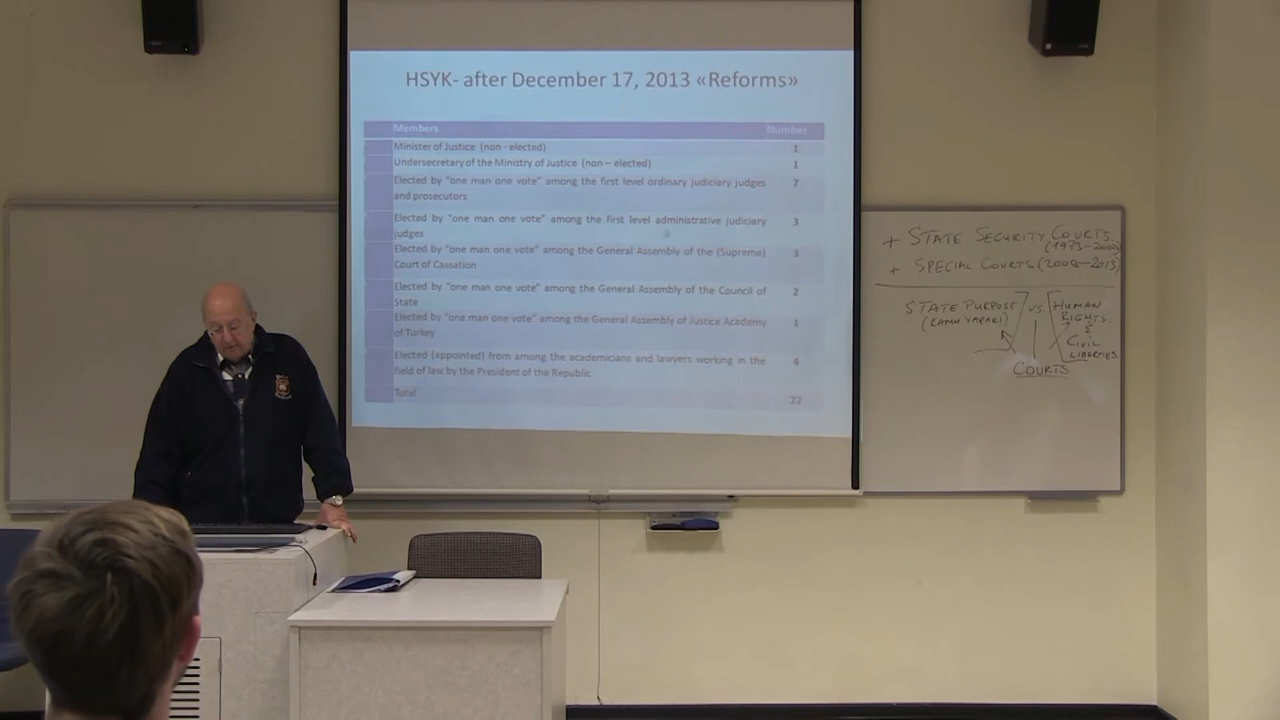 HSYK- after December 17, 2013 «Reforms»
Members Number
Minister of Justice (non - elected) 1
Undersecretary of the Ministry of Justice (non – elected) 1
Elected by "one man one vote" among the first level ordinary judiciary judges 7
and prosecutors
Elected by "one man one vote" among the first level administrative judiciary 3
judges
Elected by "one man one vote" among the General Assembly of the (Supreme) 3
Court of Cassation
Elected by "one man one vote" among the General Assembly of the Council of 2
State
Elected by "one man one vote" among the General Assembly of Justice Academy 1
of Turkey
Elected (appointed) from among the academicians and lawyers working in the 4
field of law by the President of the Republic
Total 22
+ STATE SECURITY COURTS
+ SPECIAL COURTS (2008-2013)
STATE PURPOSE VS. HUMAN
RIGHTS
&
CIVIL
LIBERTIES
COURTS